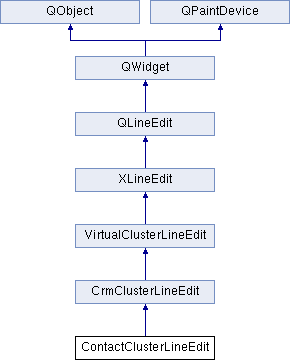 QObject
QPaintDevice
QWidget
QLineEdit
XLineEdit
VirtualClusterLineEdit
CrmClusterLineEdit
ContactClusterLineEdit